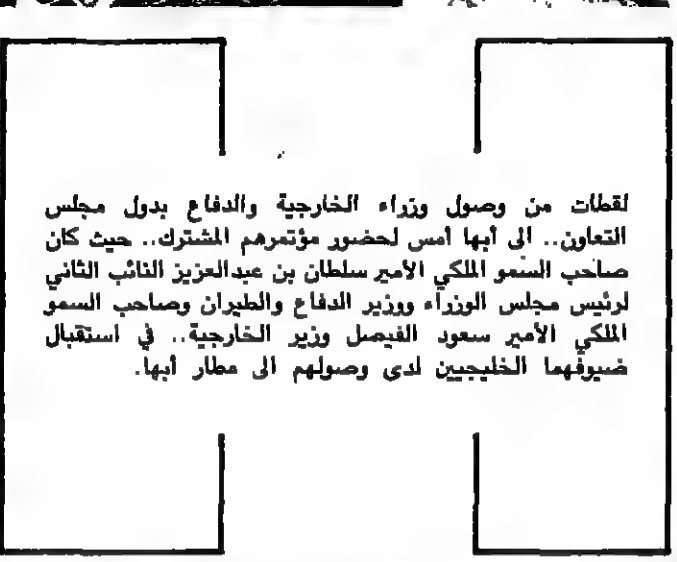 لقطات من وصول وزراء الخارجية والدفاع بدول مجلس
التعاون.. الى أبها أمس لحضور مؤتمرهم المشترك.. حيث كان
صاحب السمو الملكي الأمير سلطان بن عبدالعزيز النائب الثاني
لرئيس مجلس الوزراء ووزير الدفاع والطيران وصاحب السمو
الملكي الأمير سعود الفيصل وزير الخارجية.. في استقبال
ضيوفهما الخليجيين لدى وصولهم الى مطار أبها.